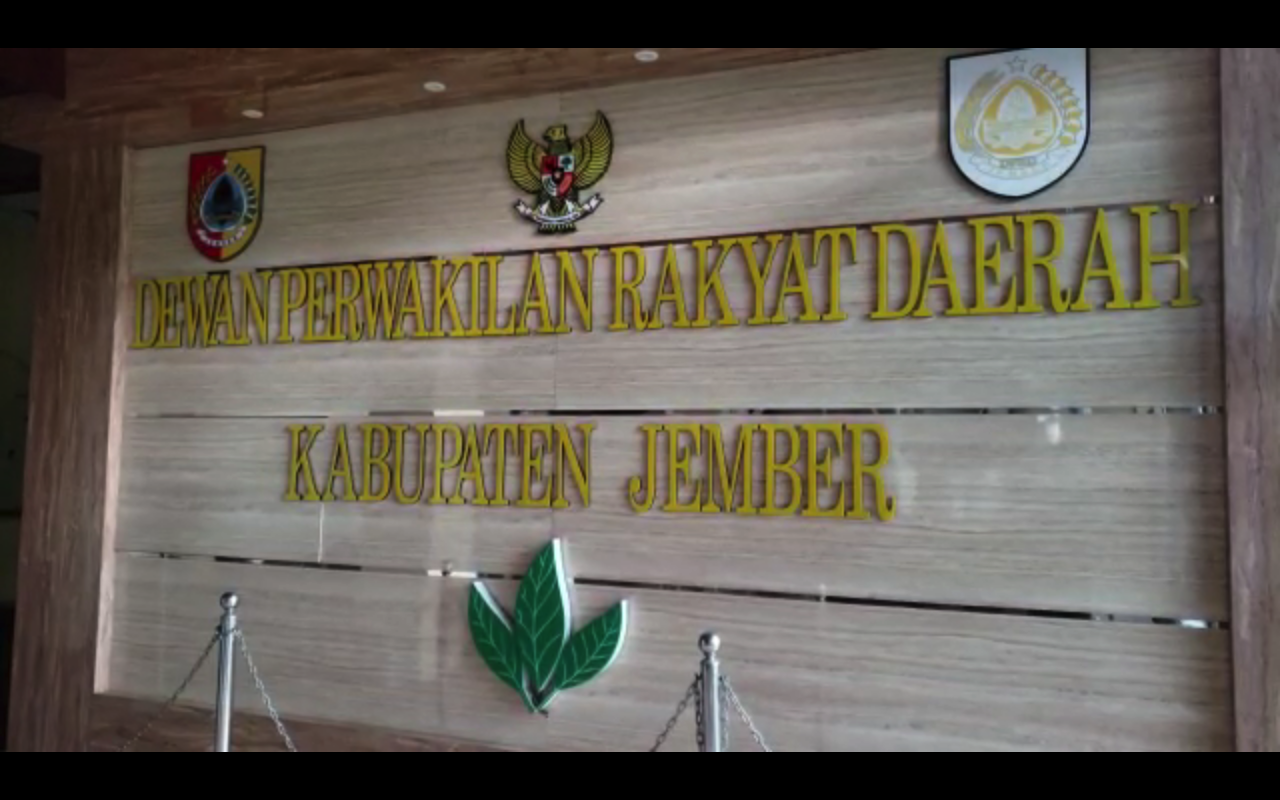 DEWAN PERWAKILAN RAKYAT DAERAH
KABUPATEN JEMBER